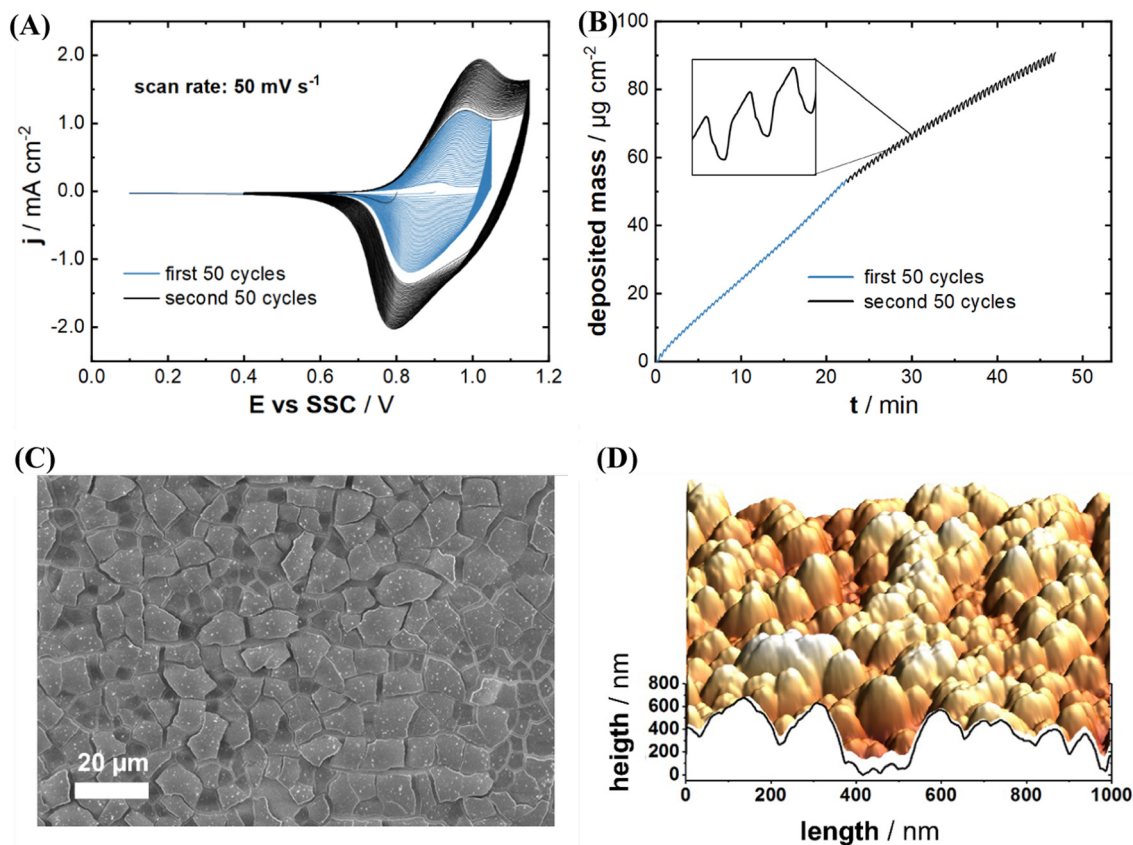 (A)
2.0
1.0
0.0
-1.0
-2.0
j / mA cm⁻²
scan rate: 50 mV s⁻¹
first 50 cycles
second 50 cycles
0.0 0.2 0.4 0.6 0.8 1.0 1.2
E vs SSC / V
(B)
100
80
60
40
20
0
deposited mass / µg cm⁻²
first 50 cycles
second 50 cycles
0 10 20 30 40 50
t / min
(C)
20 µm
(D)
800
600
400
200
0
heigth / nm
0 200 400 600 800 1000
length / nm